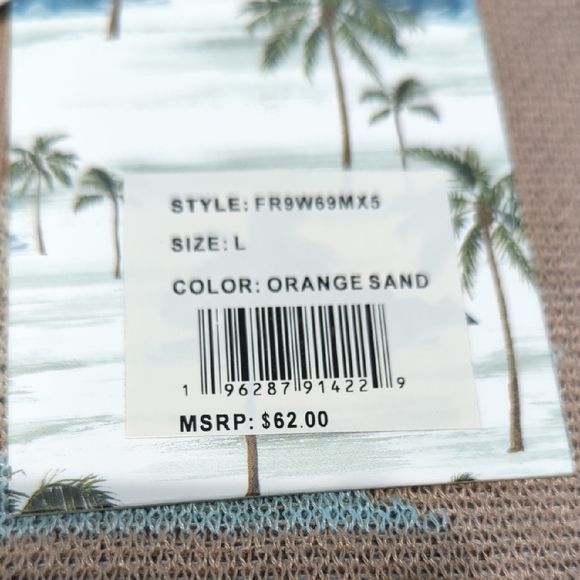 STYLE: FR9W69MX5
SIZE: L
COLOR: ORANGE SAND
1 96287 91422 9
MSRP: $62.00